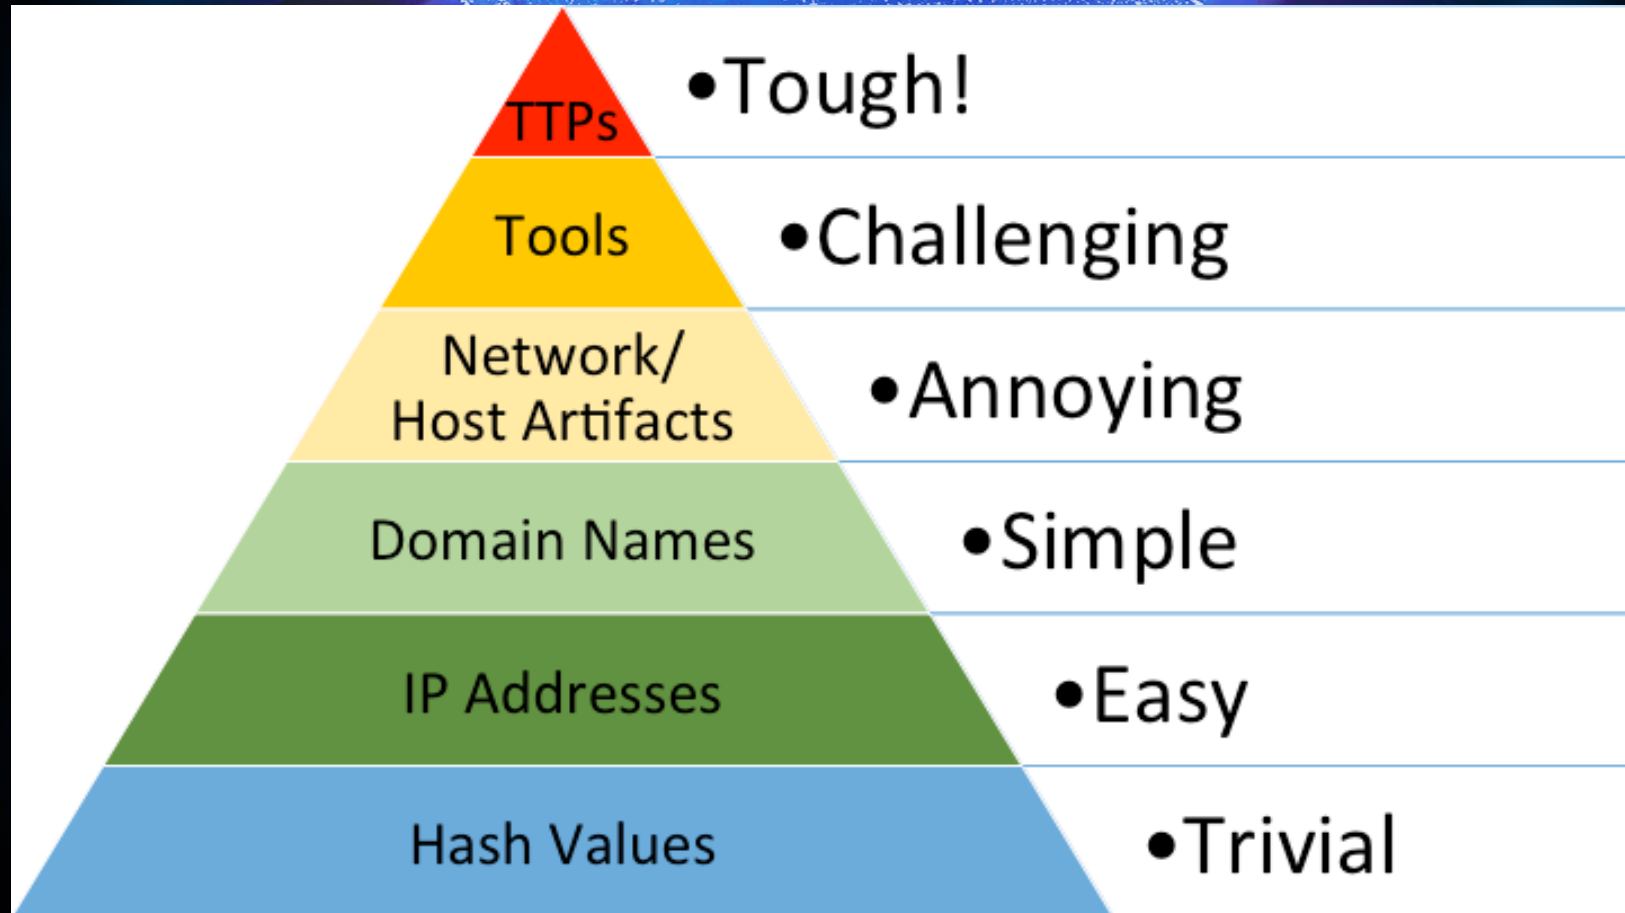 TTPs
•Tough!
Tools
•Challenging
Network/
Host Artifacts
•Annoying
Domain Names
•Simple
IP Addresses
•Easy
Hash Values
•Trivial